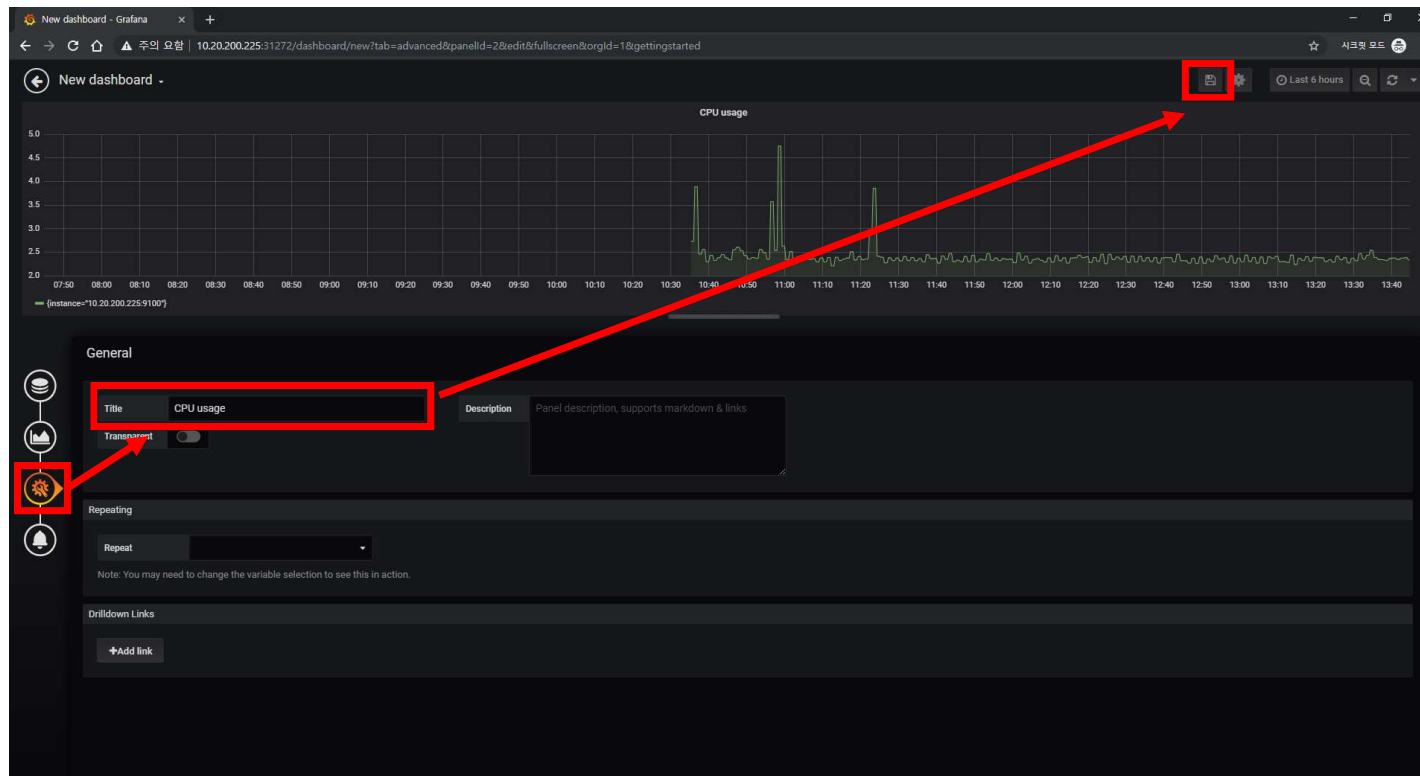 New dashboard - Grafana
주의 요함 | 10.20.200.225:31272/dashboard/new?tab=advanced&panelId=2&edit&fullscreen&orgId=1&gettingstarted
시크릿 모드
New dashboard
Last 6 hours
CPU usage
5.0
4.5
4.0
3.5
3.0
2.5
2.0
07:50 08:00 08:10 08:20 08:30 08:40 08:50 09:00 09:10 09:20 09:30 09:40 09:50 10:00 10:10 10:20 10:30 10:40 10:50 11:00 11:10 11:20 11:30 11:40 11:50 12:00 12:10 12:20 12:30 12:40 12:50 13:00 13:10 13:20 13:30 13:40
{instance="10.20.200.225:9100"}
General
Title CPU usage
Description Panel description, supports markdown & links
Transparent
Repeating
Repeat
Note: You may need to change the variable selection to see this in action.
Drilldown Links
+Add link